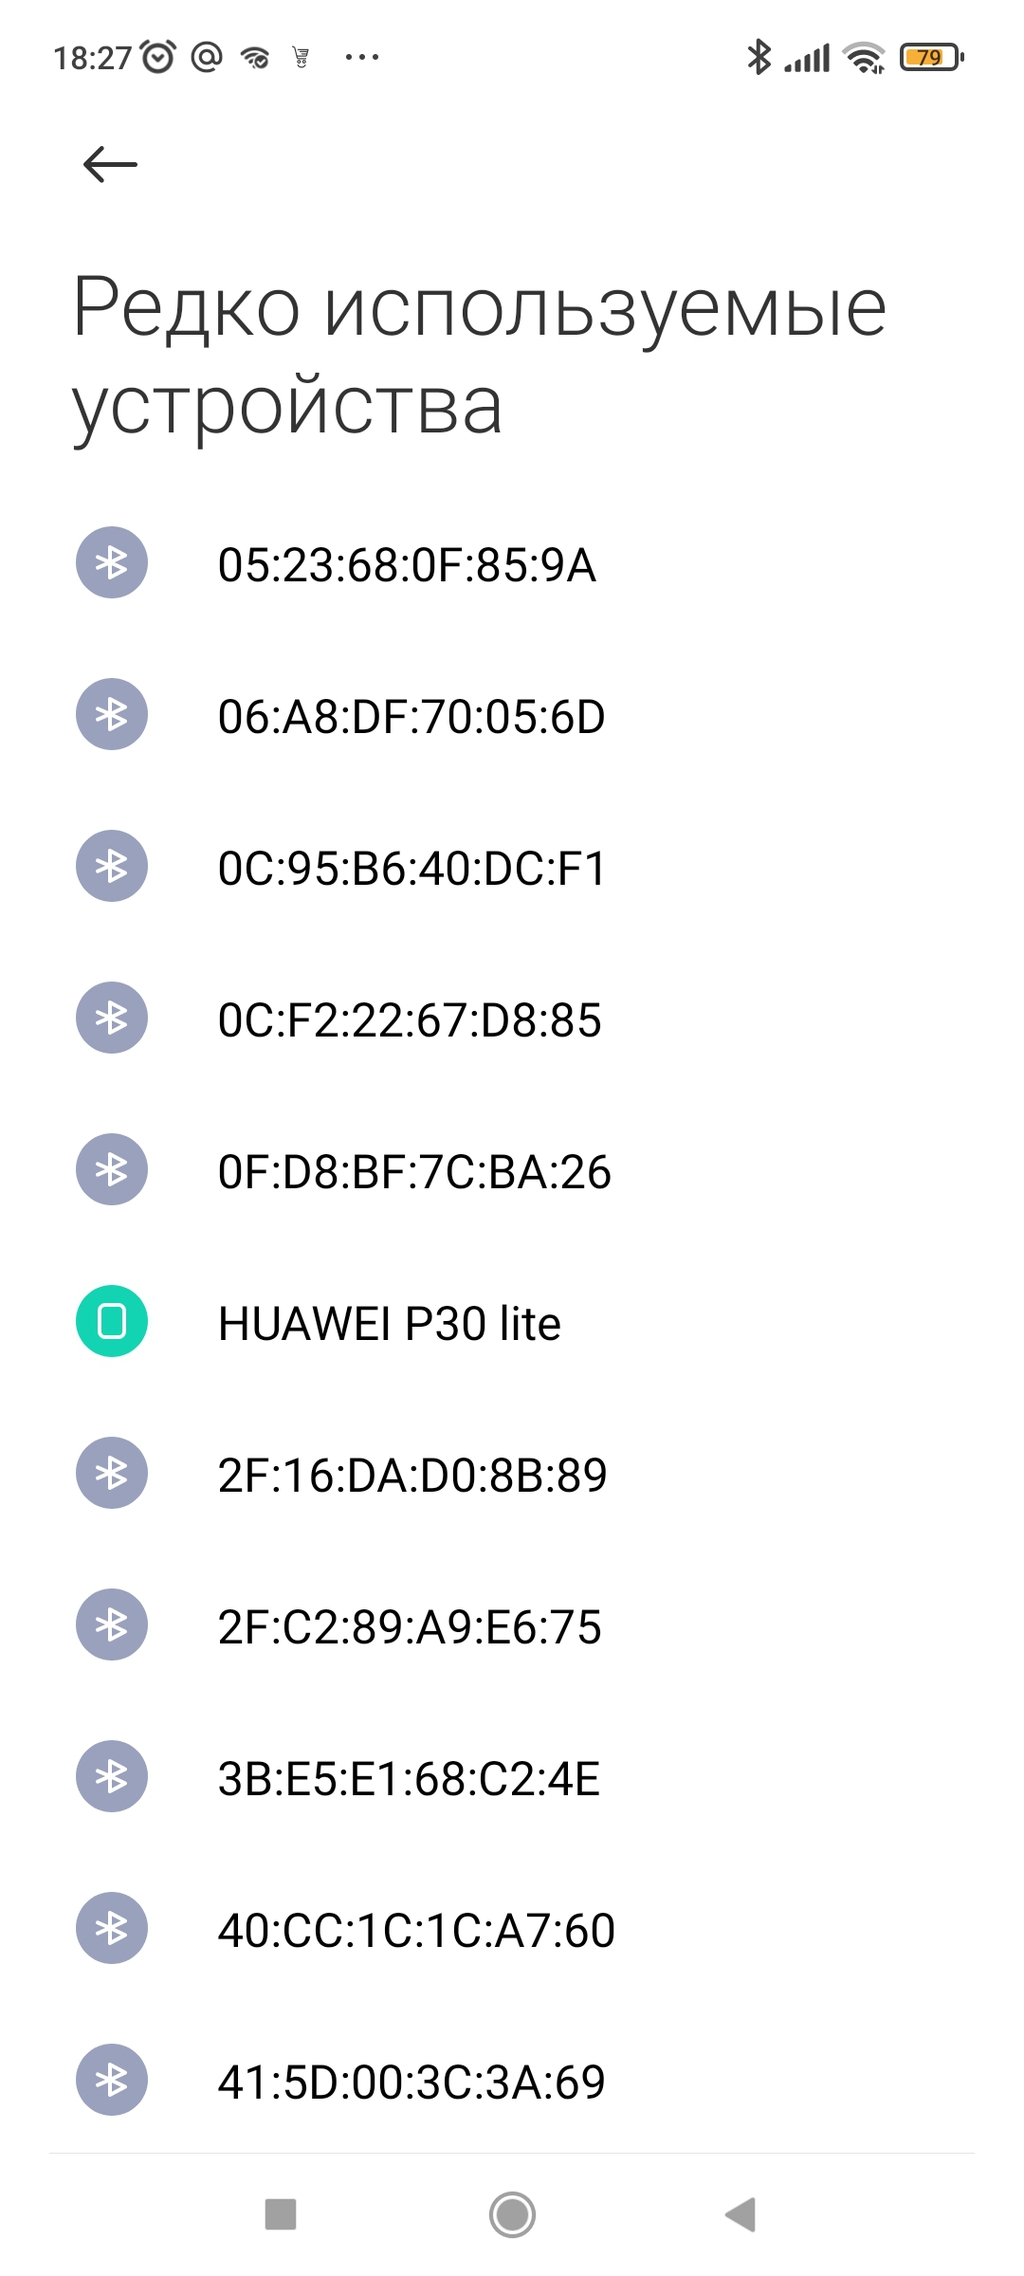 18:27
79
Редко используемые
устройства
05:23:68:0F:85:9A
06:A8:DF:70:05:6D
0C:95:B6:40:DC:F1
0C:F2:22:67:D8:85
0F:D8:BF:7C:BA:26
HUAWEI P30 lite
2F:16:DA:D0:8B:89
2F:C2:89:A9:E6:75
3B:E5:E1:68:C2:4E
40:CC:1C:1C:A7:60
41:5D:00:3C:3A:69